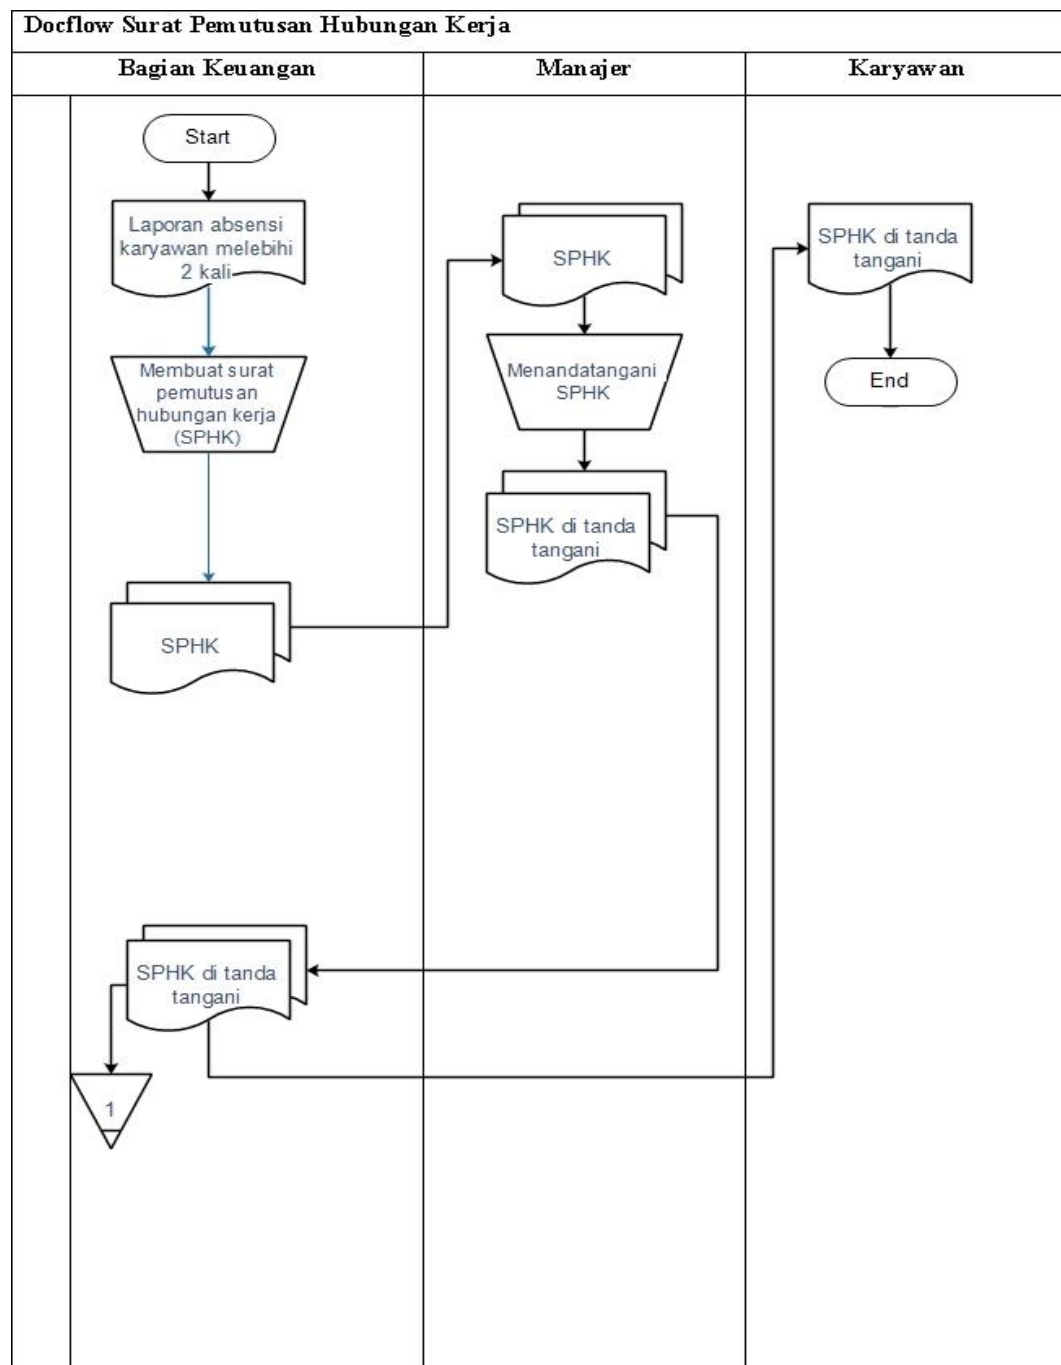 Docflow Surat Pemutusan Hubungan Kerja
Bagian Keuangan
Manajer
Karyawan
Start
Laporan absensi
karyawan melebihi
2 kali
Membuat surat
pemutusan
hubungan kerja
(SPHK)
SPHK
SPHK di tanda
tangani
1
SPHK
Menandatangani
SPHK
SPHK di tanda
tangani
SPHK di tanda
tangani
End